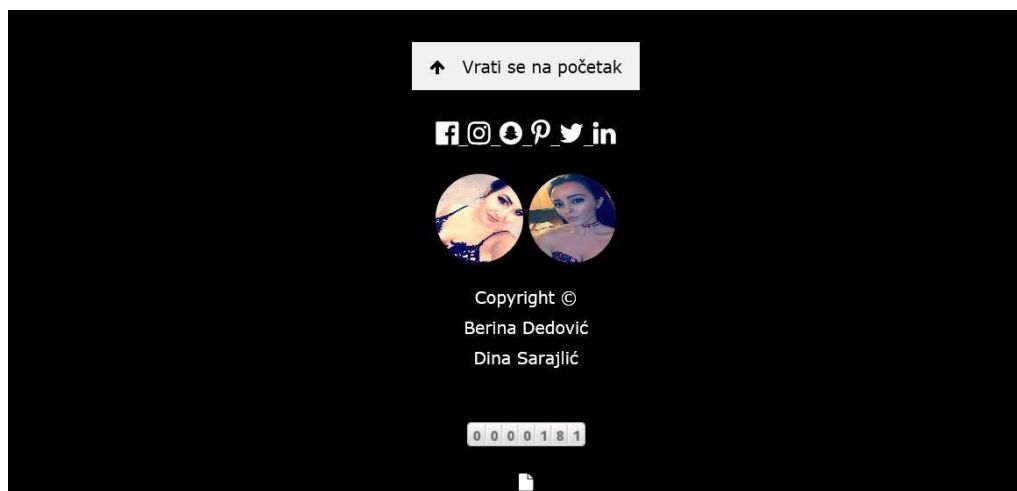 Vrati se na početak
Copyright ©
Berina Dedović
Dina Sarajlić
0000181